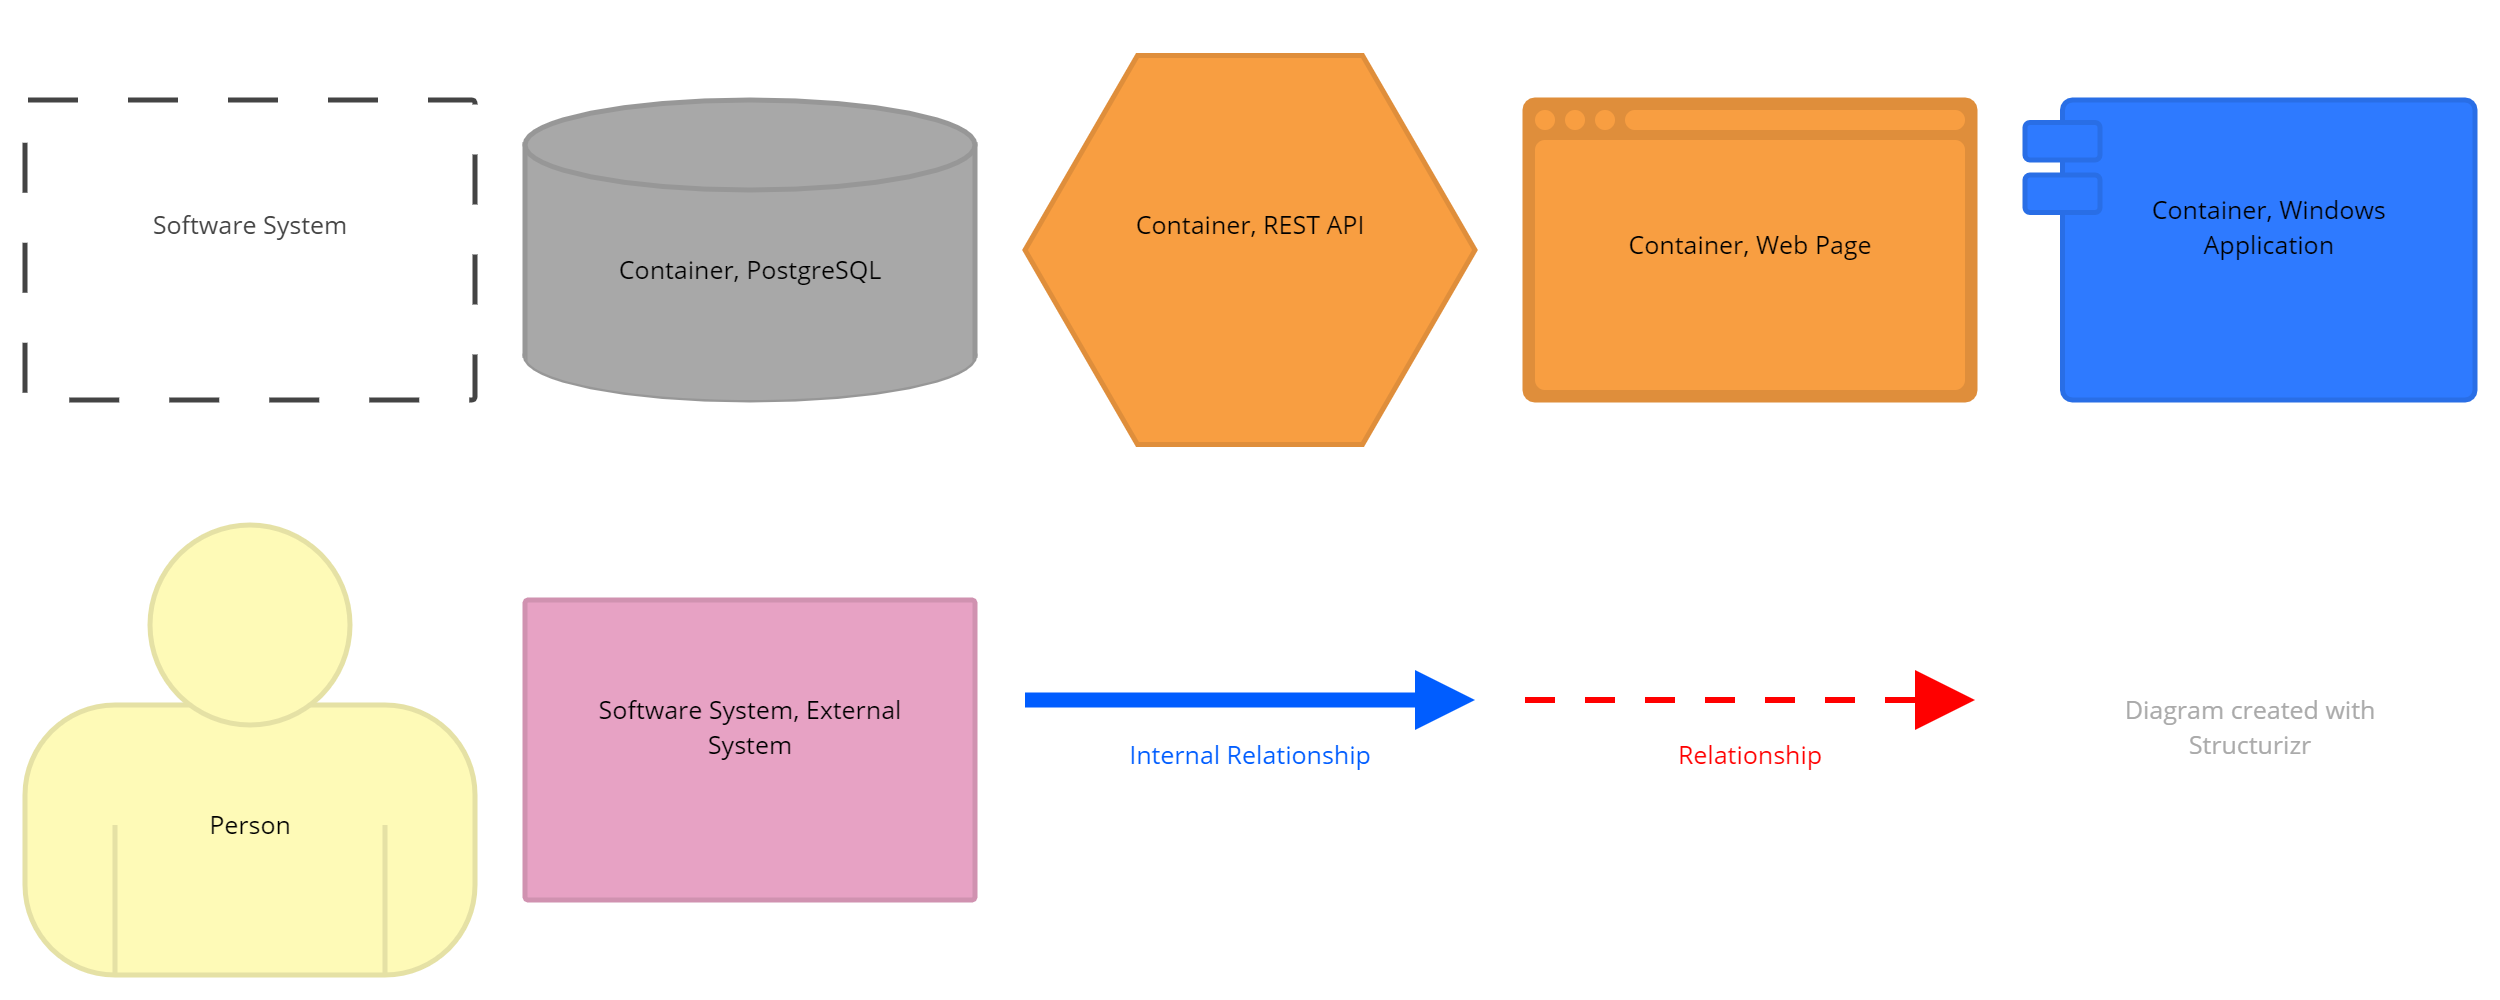 Software System
Container, PostgreSQL
Container, REST API
Container, Web Page
Container, Windows
Application
Person
Software System, External
System
Internal Relationship
Relationship
Diagram created with
Structurizr